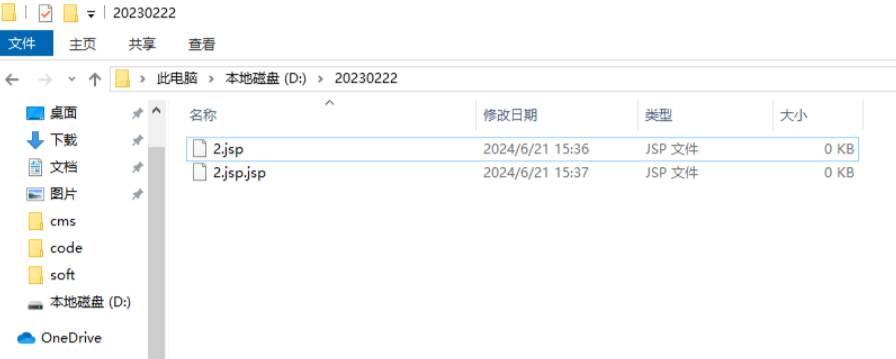 20230222
文件 主页 共享 查看
此电脑 本地磁盘 (D:) 20230222
桌面
下载
文档
图片
cms
code
soft
本地磁盘 (D:)
OneDrive
名称 修改日期 类型 大小
2.jsp 2024/6/21 15:36 JSP 文件 0 KB
2.jsp.jsp 2024/6/21 15:37 JSP 文件 0 KB